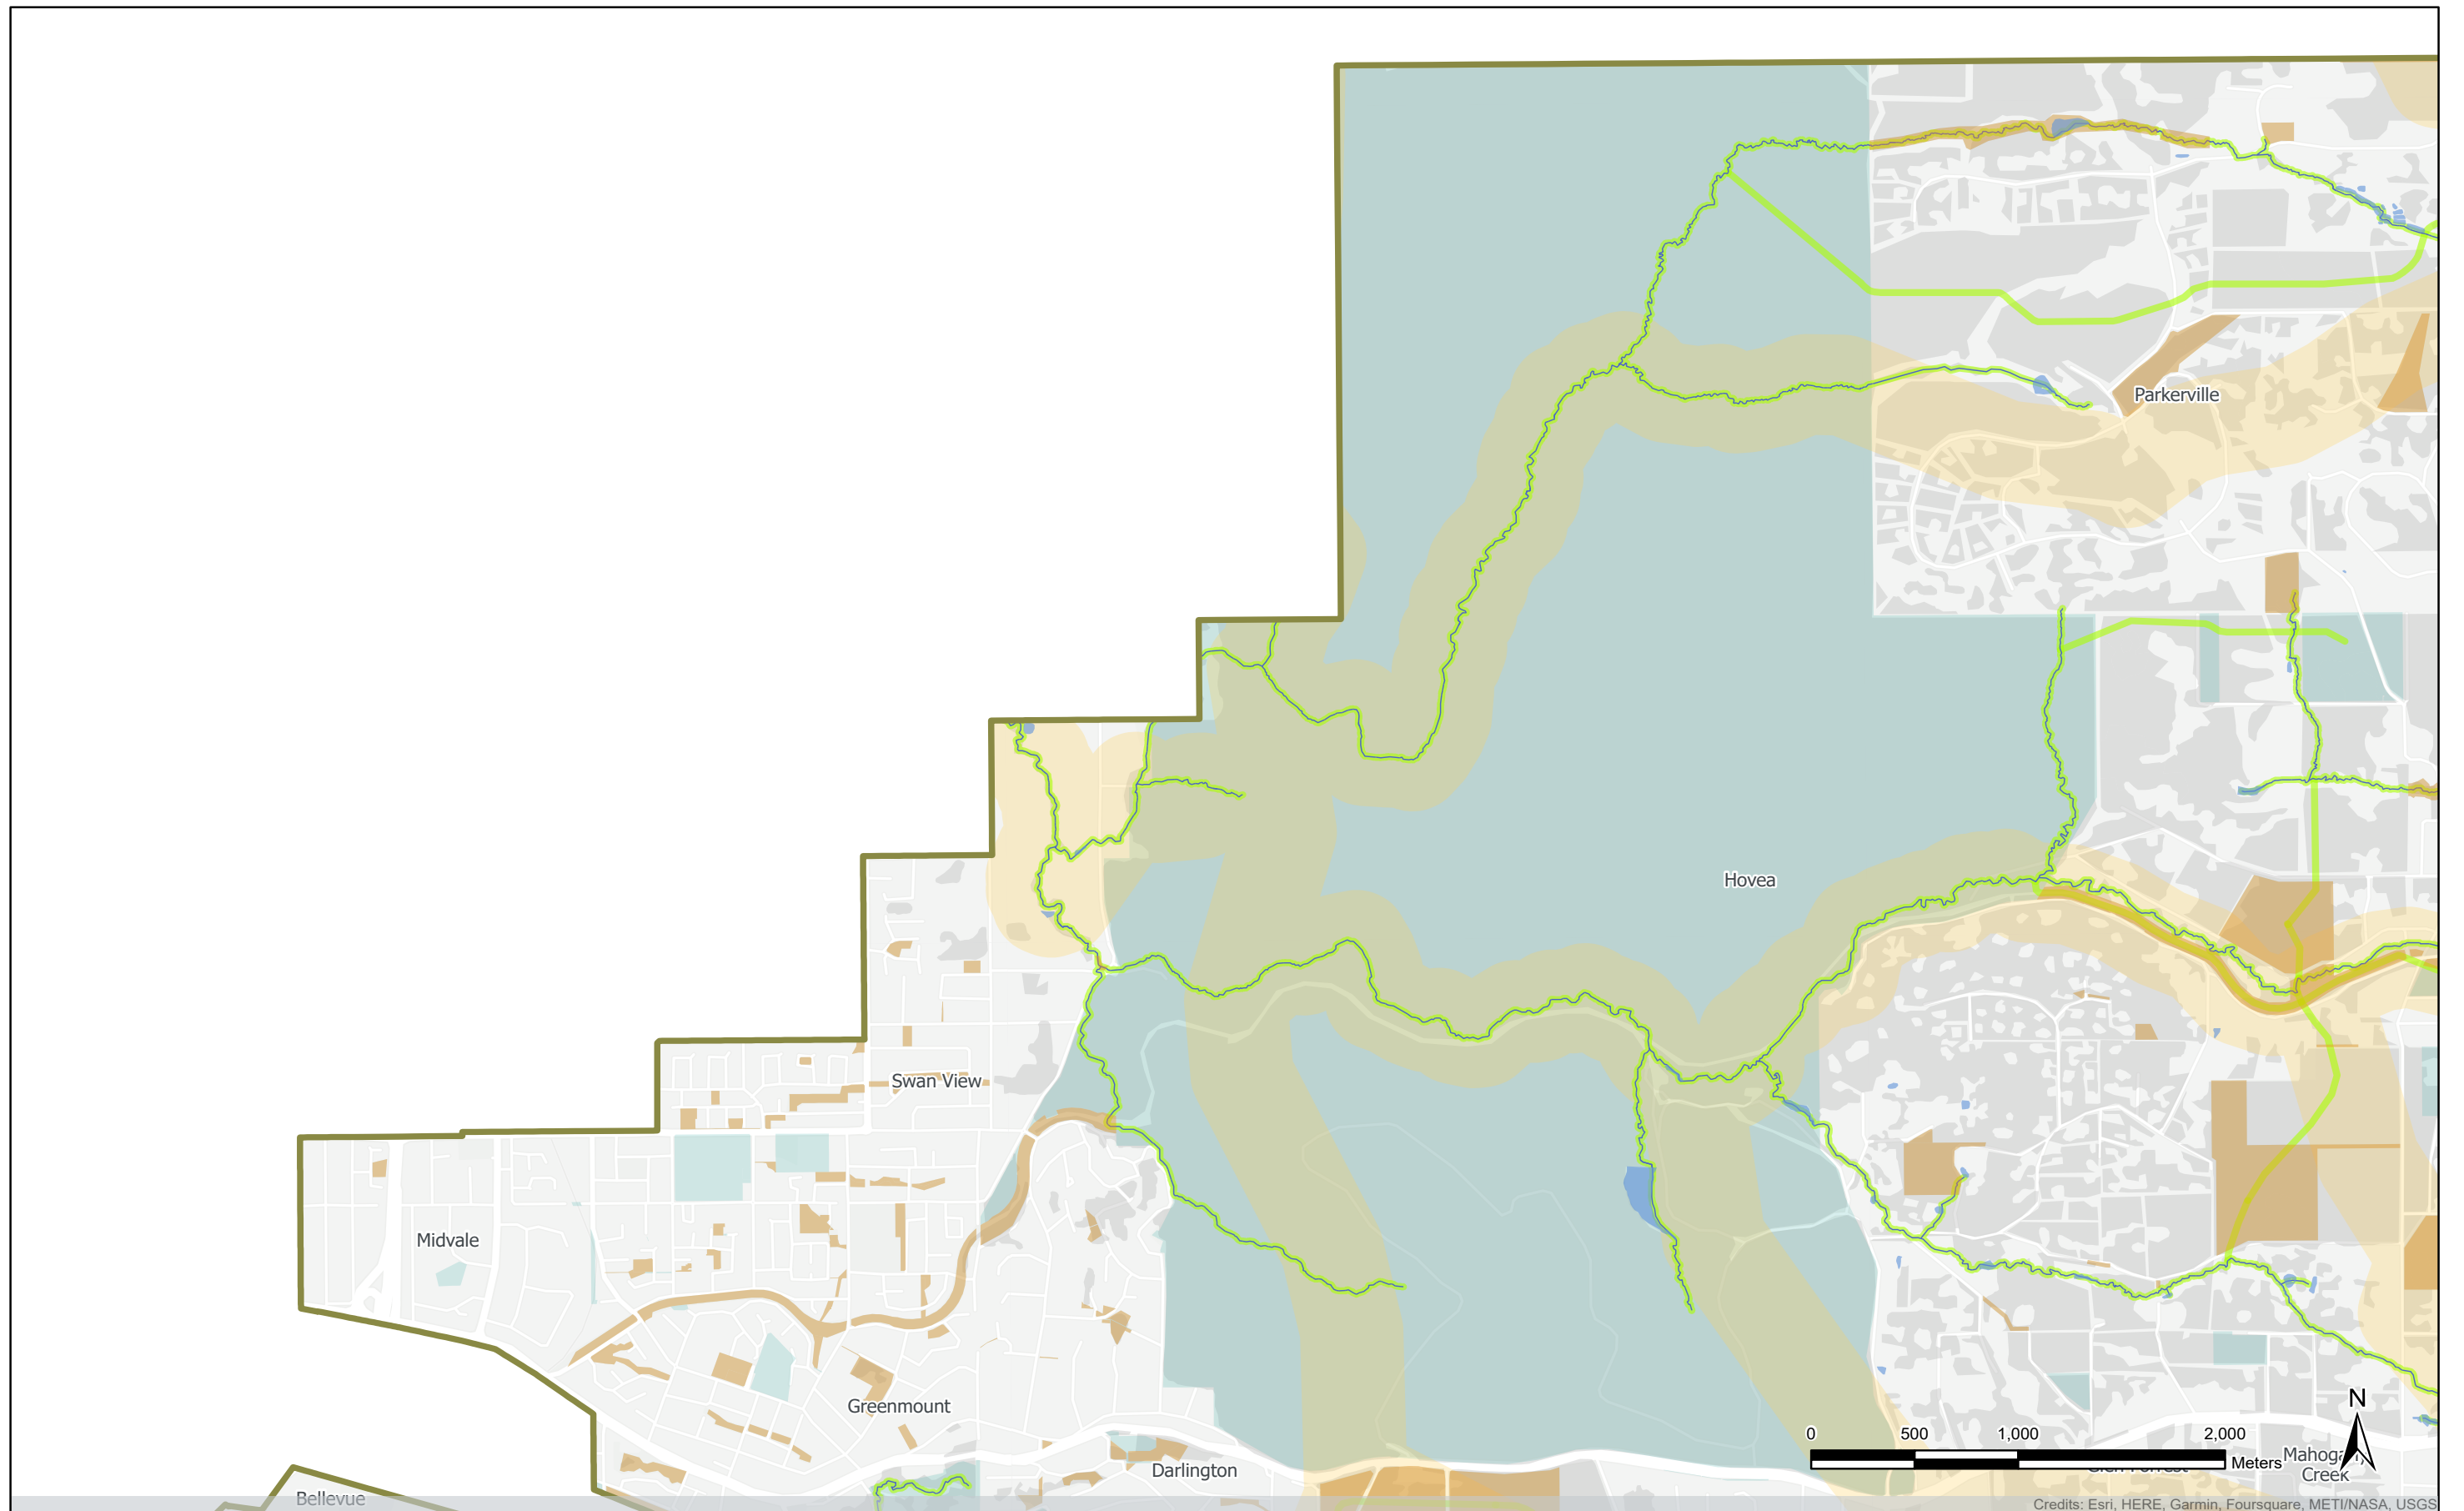 Parkerville
Hovea
Swan View
Midvale
Greenmount
Darlington
Bellevue
N
0 500 1,000 2,000
Meters
Creek
Credits: Esri, HERE, Garmin, Foursquare, METI/NASA, USGS